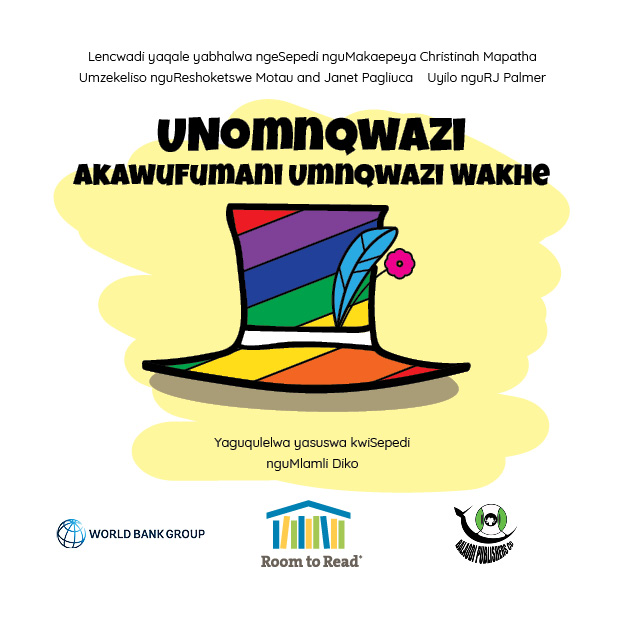 Lencwadi yaqale yabhalwa ngeSepedi nguMakaepeya Christinah Mapatha
Umzekeliso nguReshoketswe Motau and Janet Pagliuca Uyilo nguRJ Palmer
UNOMNQWAZI
AKAWUFUMANI UMNQWAZI WAKHE
Yaguqulelwa yasuswa kwiSepedi
nguMlamli Diko
WORLD BANK GROUP
Room to Read
PUBLISHERS